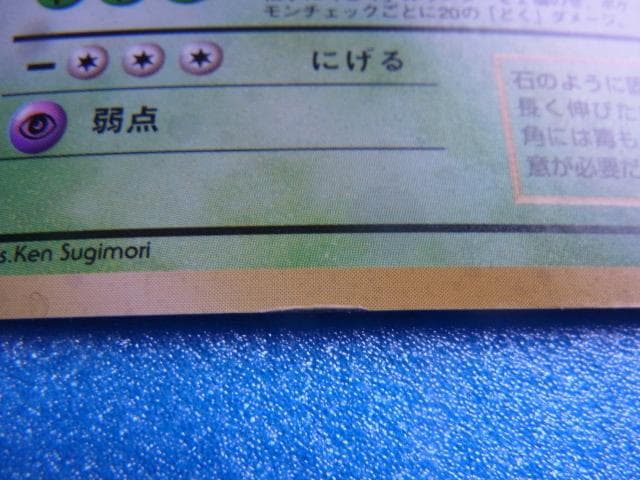 モンチェックごとに20の「どく」ダメージ。
にげる
弱点
石のように
長く伸びた
角には毒も
意が必要だ
s.Ken Sugimori